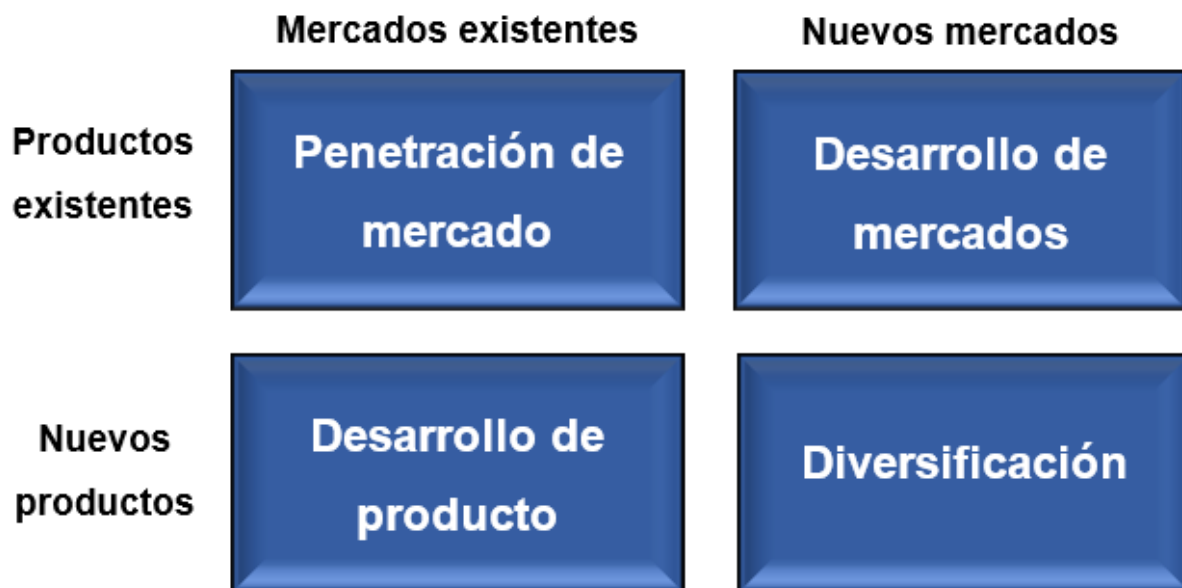 Mercados existentes
Nuevos mercados
Productos
existentes
Penetración de
mercado
Desarrollo de
mercados
Nuevos
productos
Desarrollo de
producto
Diversificación